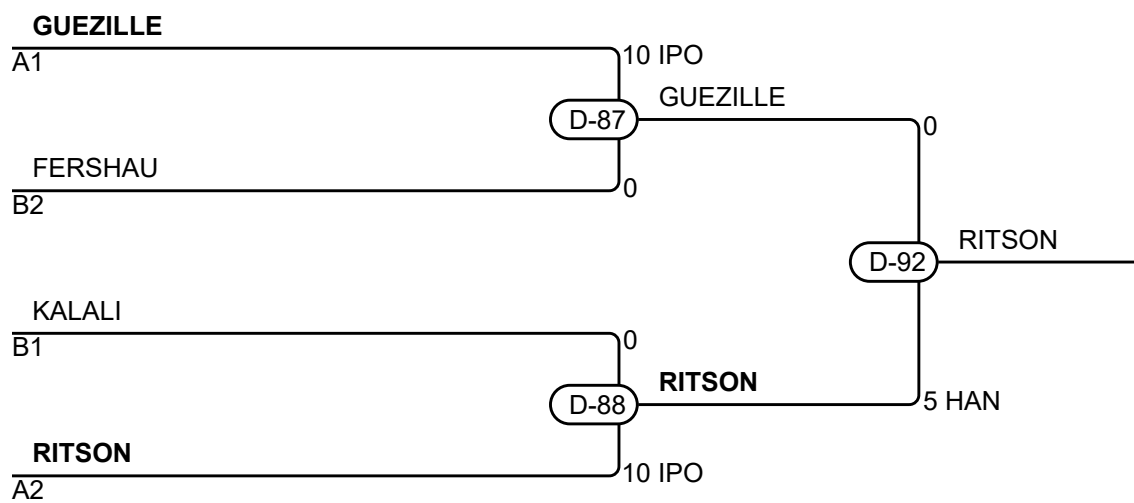 GUEZILLE
A1
10 IPO
D-87
GUEZILLE
0
FERSHAU
B2
0
D-92
RITSON
KALALI
B1
0
D-88
RITSON
5 HAN
RITSON
A2
10 IPO